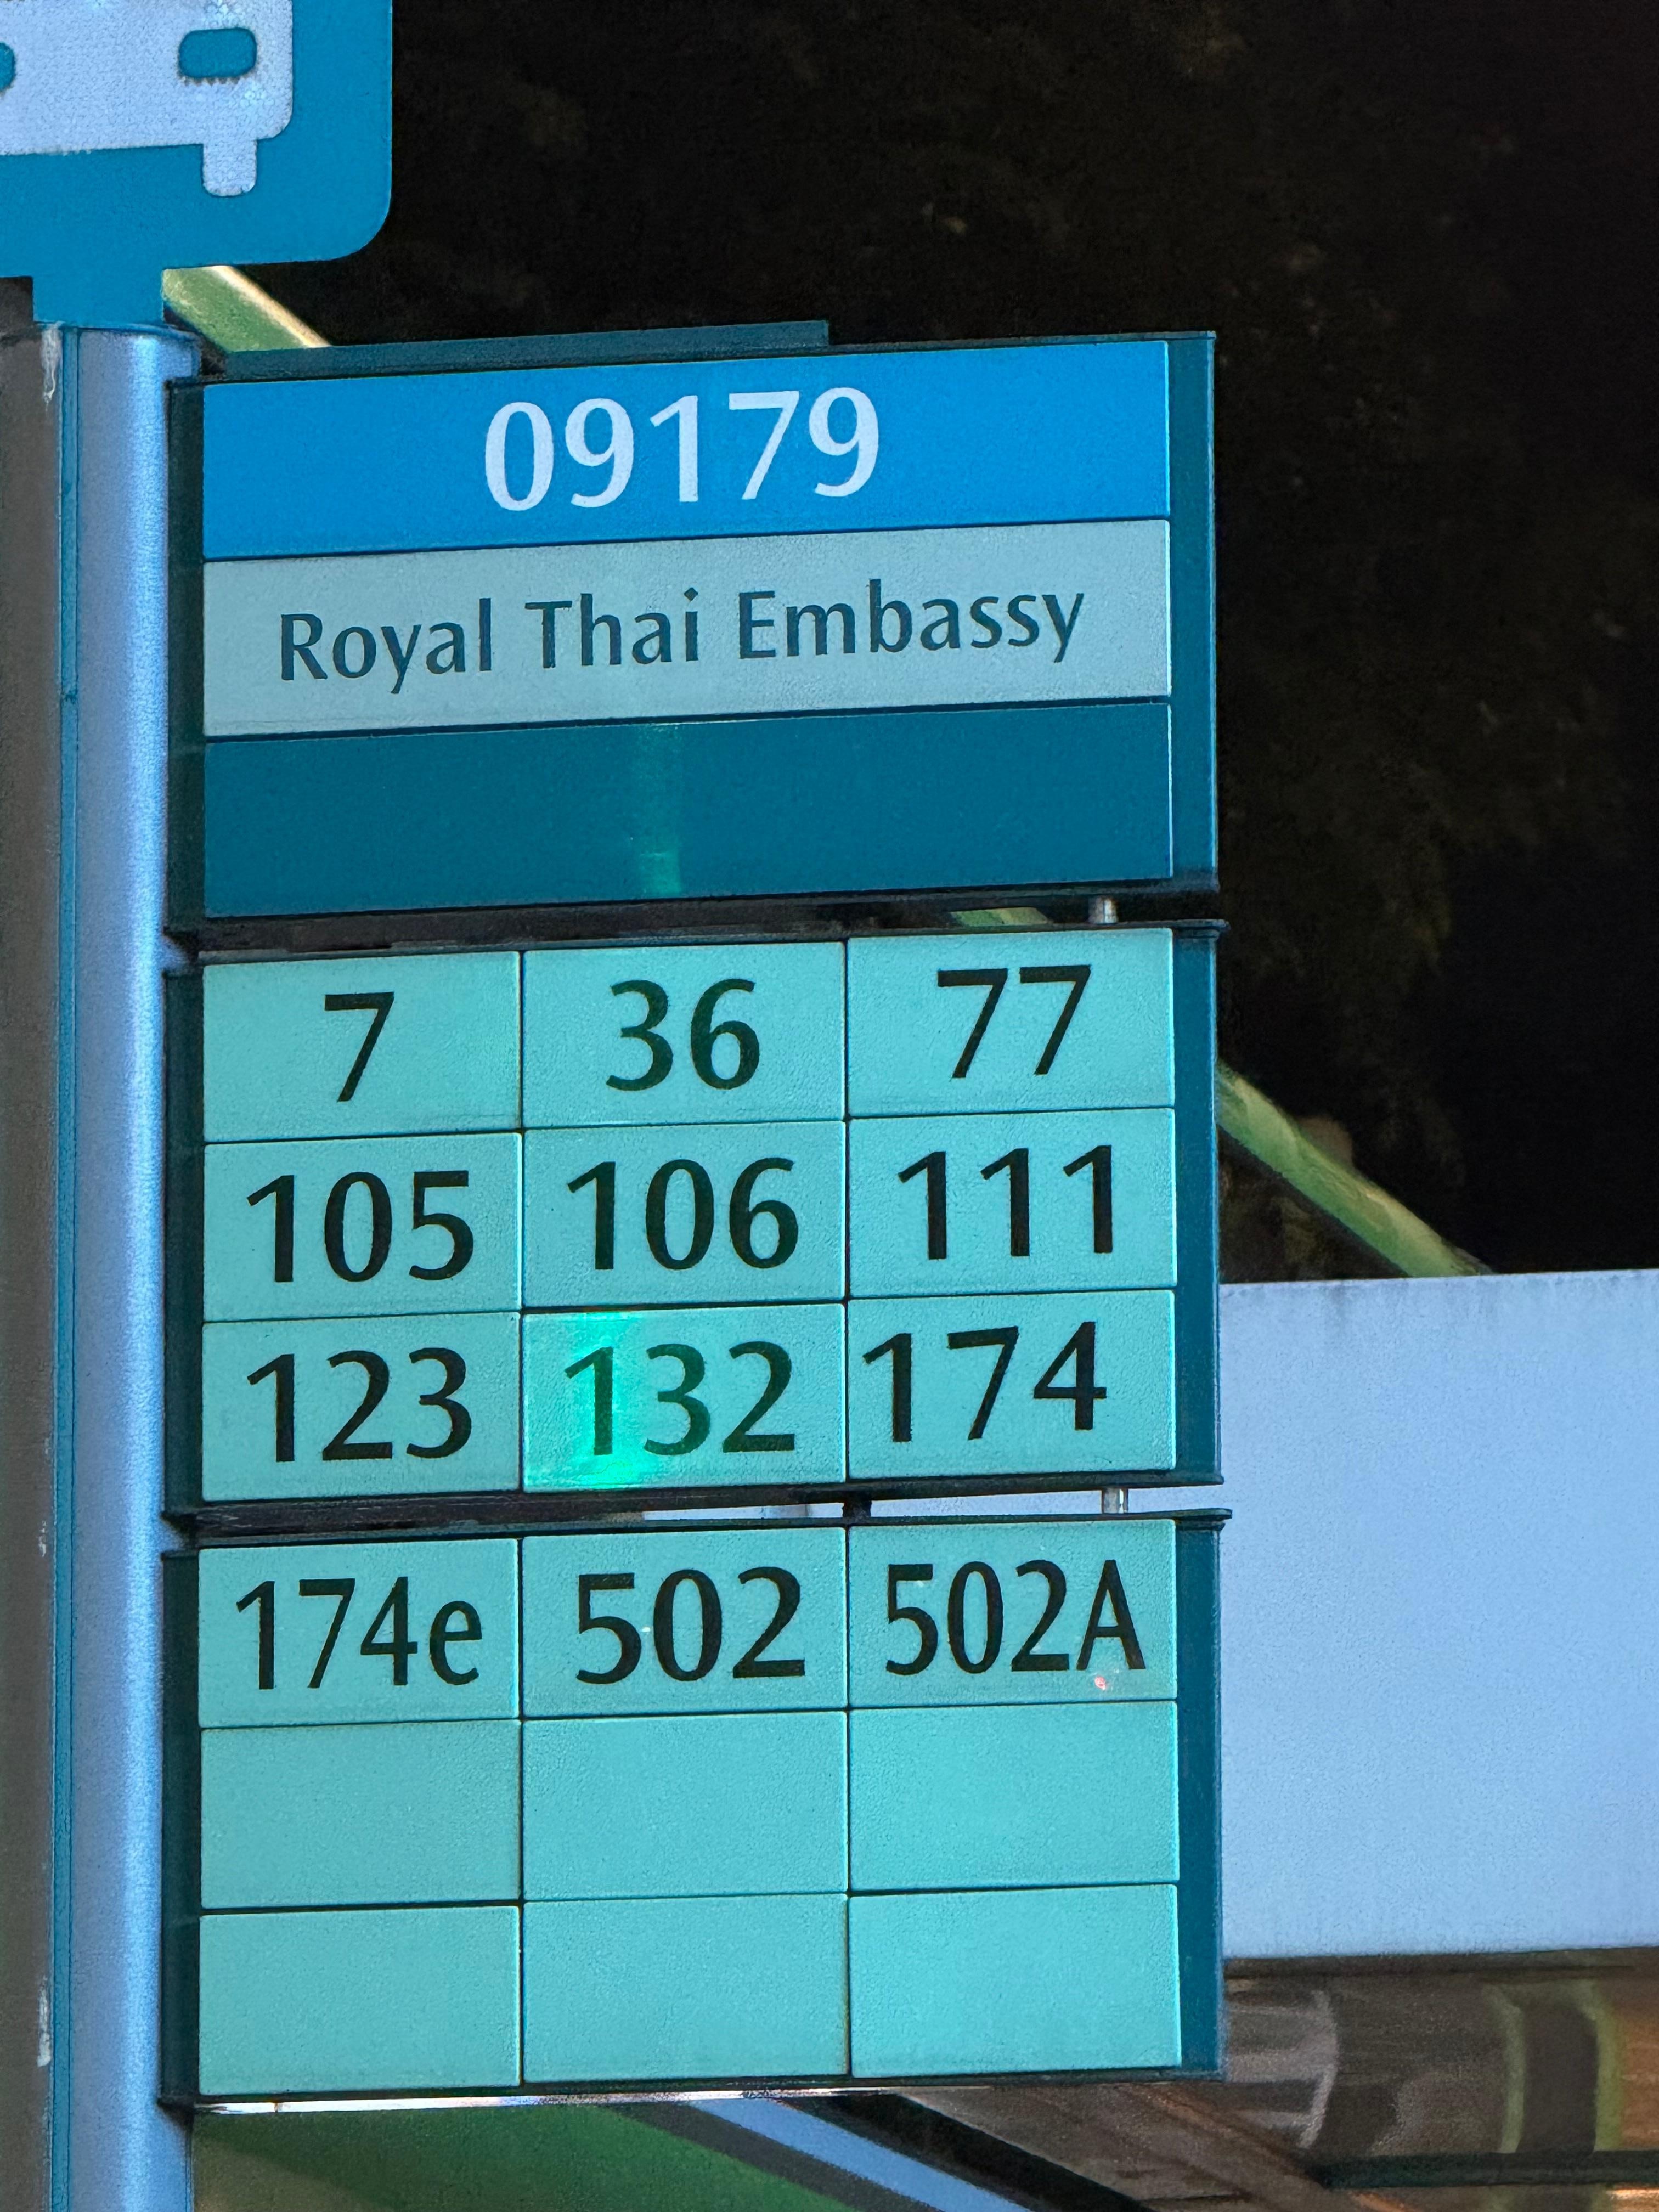 09179
Royal Thai Embassy
7 36 77
105 106 111
123 132 174
174e 502 502A